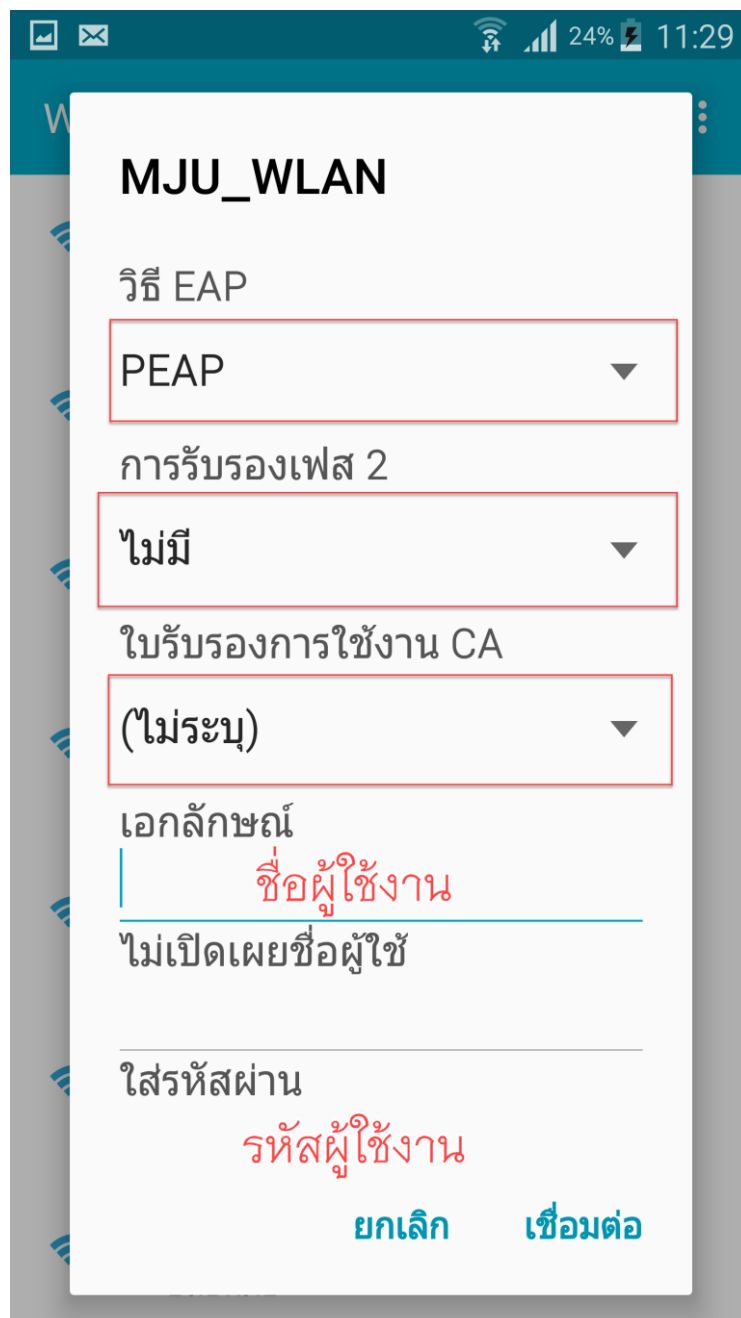 24% 11:29
W
MJU_WLAN
วิธี EAP
PEAP
การรับรองเฟส 2
ไม่มี
ใบรับรองการใช้งาน CA
(ไม่ระบุ)
เอกลักษณ์
ชื่อผู้ใช้งาน
ไม่เปิดเผยชื่อผู้ใช้
ใส่รหัสผ่าน
รหัสผู้ใช้งาน
ยกเลิก เชื่อมต่อ